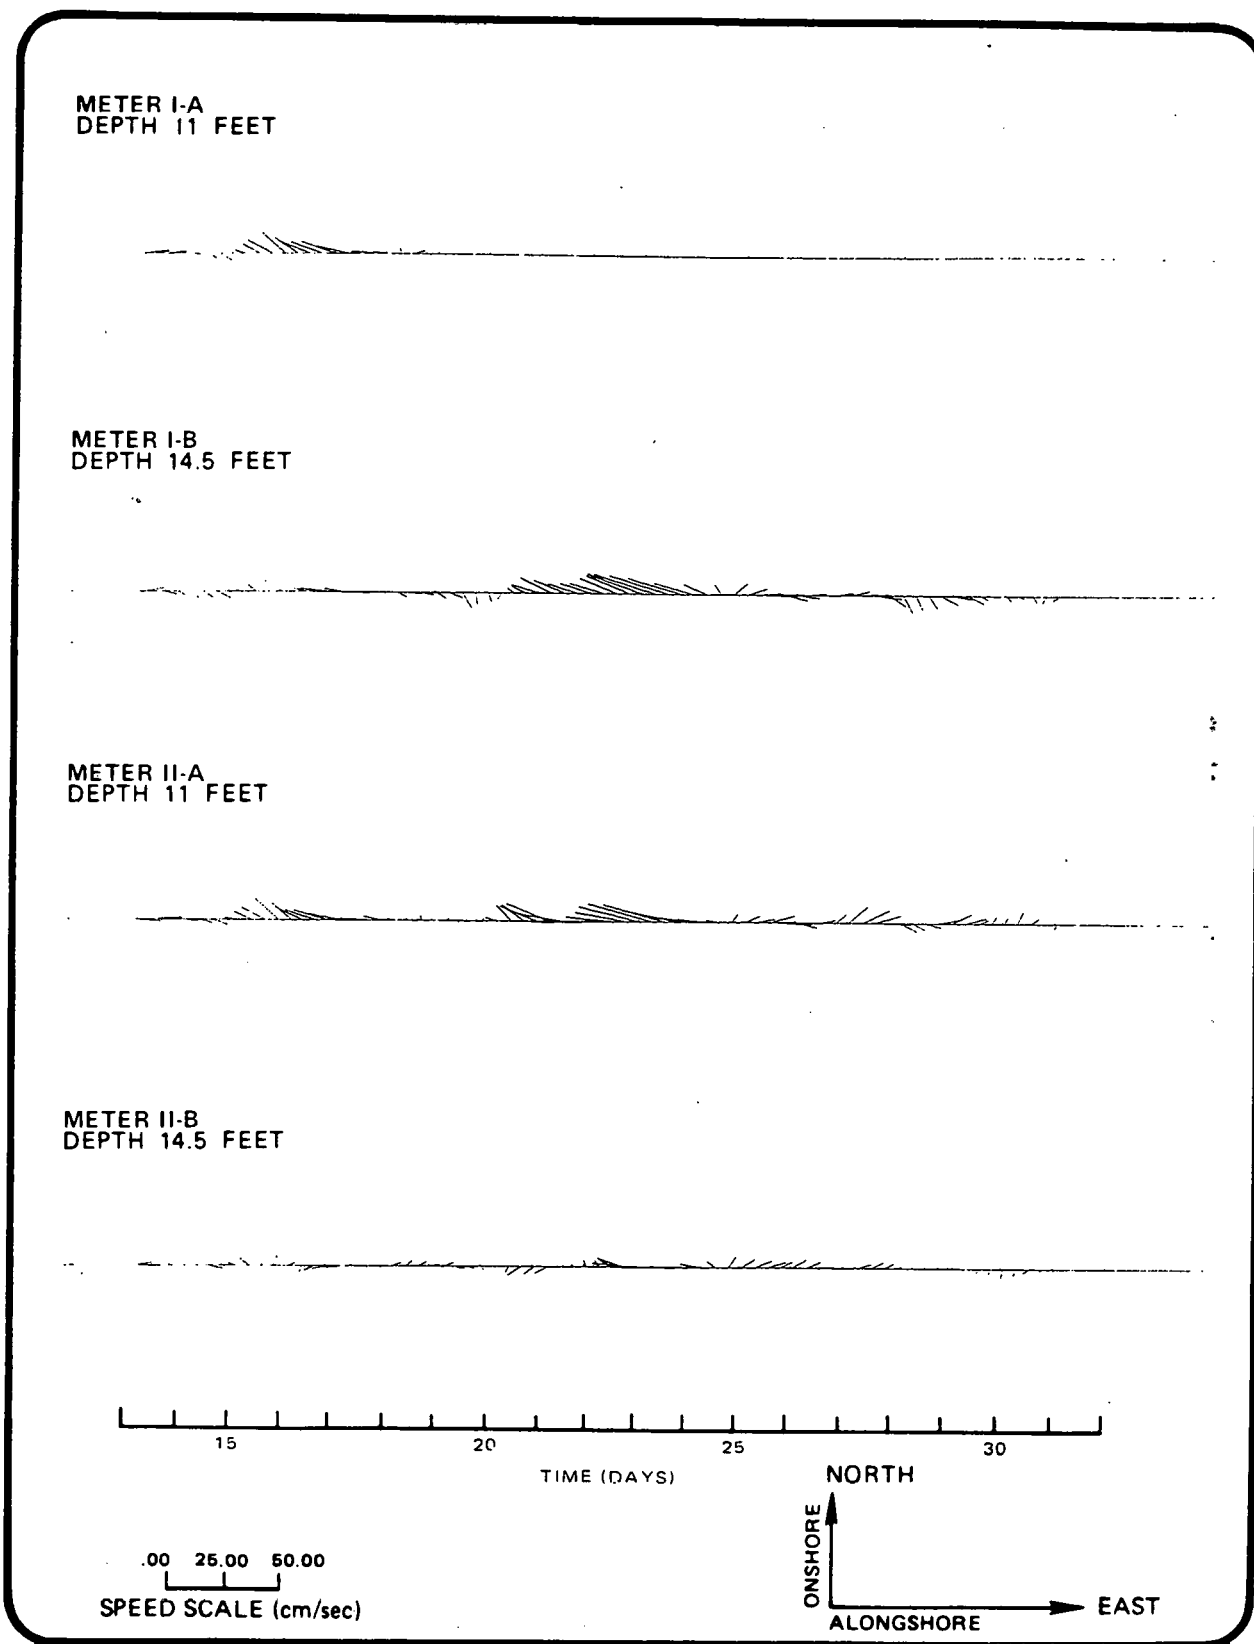 METER I-A
DEPTH 11 FEET
METER I-B
DEPTH 14.5 FEET
METER II-A
DEPTH 11 FEET
METER II-B
DEPTH 14.5 FEET
15 20 25 30
TIME (DAYS)
NORTH
ONSHORE
EAST
ALONGSHORE
.00 25.00 50.00
SPEED SCALE (cm/sec)